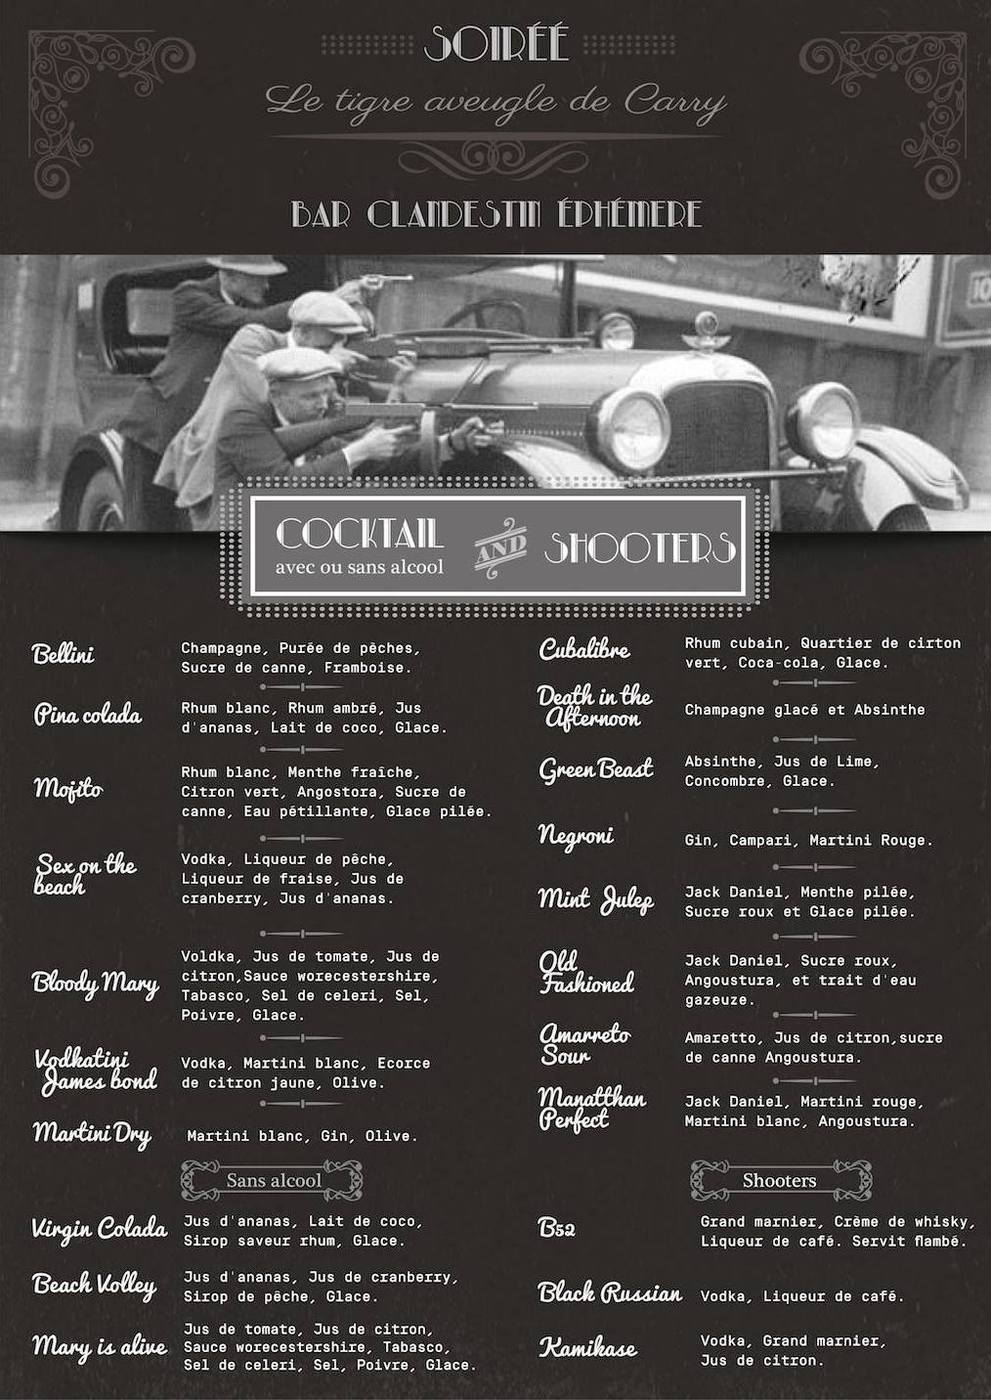 SOIRÉÉ
Le tigre aveugle de Carry
BAR CLANDESTIN ÉPHÉMERE
10
COCKTAIL AND SHOOTERS
avec ou sans alcool
Bellini
Champagne, Purée de pêches,
Sucre de canne, Framboise.
Pina colada
Rhum blanc, Rhum ambré, Jus
d'ananas, Lait de coco, Glace.
Mojito
Rhum blanc, Menthe fraîche,
Citron vert, Angostora, Sucre de
canne, Eau pétillante, Glace pilée.
Sex on the
beach
Vodka, Liqueur de pêche,
Liqueur de fraise, Jus de
cranberry, Jus d'ananas.
Bloody Mary
Voldka, Jus de tomate, Jus de
citron,Sauce worecestershire,
Tabasco, Sel de celeri, Sel,
Poivre, Glace.
Vodkatini
James bond
Vodka, Martini blanc, Ecorce
de citron jaune, Olive.
Martini Dry
Martini blanc, Gin, Olive.
Sans alcool
Virgin Colada
Jus d'ananas, Lait de coco,
Sirop saveur rhum, Glace.
Beach Volley
Jus d'ananas, Jus de cranberry,
Sirop de pêche, Glace.
Mary is alive
Jus de tomate, Jus de citron,
Sauce worecestershire, Tabasco,
Sel de celeri, Sel, Poivre, Glace.
Cubalibre
Rhum cubain, Quartier de cirton
vert, Coca-cola, Glace.
Death in the
Afternoon
Champagne glacé et Absinthe
Green Beast
Absinthe, Jus de Lime,
Concombre, Glace.
Negroni
Gin, Campari, Martini Rouge.
Mint Julep
Jack Daniel, Menthe pilée,
Sucre roux et Glace pilée.
Old
Fashioned
Jack Daniel, Sucre roux,
Angoustura, et trait d'eau
gazeuze.
Amarreto
Sour
Amaretto, Jus de citron,sucre
de canne Angoustura.
Manatthan
Perfect
Jack Daniel, Martini rouge,
Martini blanc, Angoustura.
Shooters
B52
Grand marnier, Crème de whisky,
Liqueur de café. Servit flambé.
Black Russian
Vodka, Liqueur de café.
Kamikase
Vodka, Grand marnier,
Jus de citron.